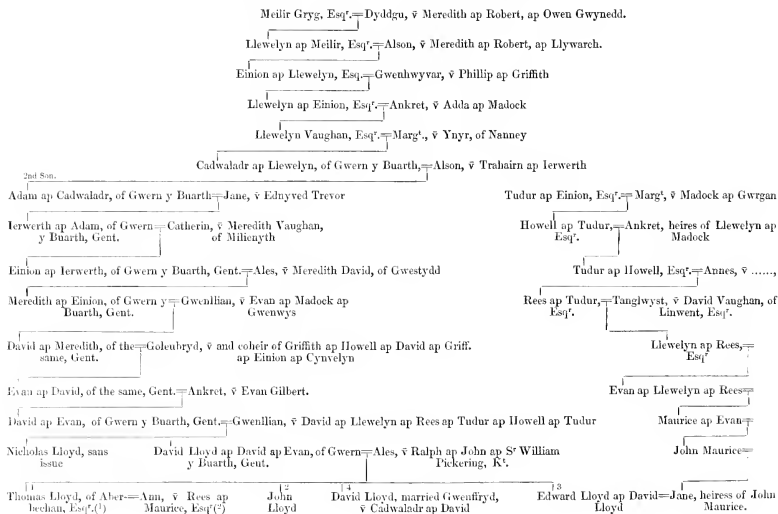 Meilir Gryg, Esqʳ.=Dyddgu, v̄ Meredith ap Robert, ap Owen Gwynedd.
Llewelyn ap Meilir, Esqʳ.=Alson, v̄ Meredith ap Robert, ap Llywarch.
Einion ap Llewelyn, Esq.=Gwenhwyvar, v̄ Phillip ap Griffith
Llewelyn ap Einion, Esqʳ.=Ankret, v̄ Adda ap Madock
Llewelyn Vaughan, Esqʳ.=Margᵗ., v̄ Ynyr, of Nanney
Cadwaladr ap Llewelyn, of Gwern y Buarth,=Alson, v̄ Trahairn ap Ierwerth
2nd Son.
Adam ap Cadwaladr, of Gwern y Buarth=Jane, v̄ Ednyved Trevor
Tudur ap Einion, Esqʳ.=Margᵗ, v̄ Madock ap Gwrgan
Ierwerth ap Adam, of Gwern=Catherin, v̄ Meredith Vaughan,
y Buarth, Gent. of Milienyth
Howell ap Tudur,=Ankret, heires of Llewelyn ap
Esqʳ. Madock
Einion ap Ierwerth, of Gwern y Buarth, Gent.=Ales, v̄ Meredith David, of Gwestydd
Tudur ap Howell, Esqʳ.=Annes, v̄ ......,
Meredith ap Einion, of Gwern y=Gwenllian, v̄ Evan ap Madock ap
Buarth, Gent. Gwenwys
Rees ap Tudur,=Tanglwyst, v̄ David Vaughan, of
Esqʳ. Linwent, Esqʳ.
David ap Meredith, of the=Goleubryd, v̄ and coheir of Griffith ap Howell ap David ap Griff.
same, Gent. ap Einion ap Cynvelyn
Llewelyn ap Rees,=
Esqʳ
Evan ap David, of the same, Gent.=Ankret, v̄ Evan Gilbert.
Evan ap Llewelyn ap Rees=
David ap Evan, of Gwern y Buarth, Gent.=Gwenllian, v̄ David ap Llewelyn ap Rees ap Tudur ap Howell ap Tudur
Maurice ap Evan=
Nicholas Lloyd, sans
issue
David Lloyd ap David ap Evan, of Gwern=Ales, v̄ Ralph ap John ap Sʳ William
y Buarth, Gent. Pickering, Kᵗ.
John Maurice=
1 2 4 3
Thomas Lloyd, of Aber-=Ann, v̄ Rees ap
bechan, Esqʳ.(¹) Maurice, Esqʳ(²)
John
Lloyd
David Lloyd, married Gwenffryd,
v̄ Cadwaladr ap David
Edward Lloyd ap David=Jane, heiress of John
Lloyd Maurice.